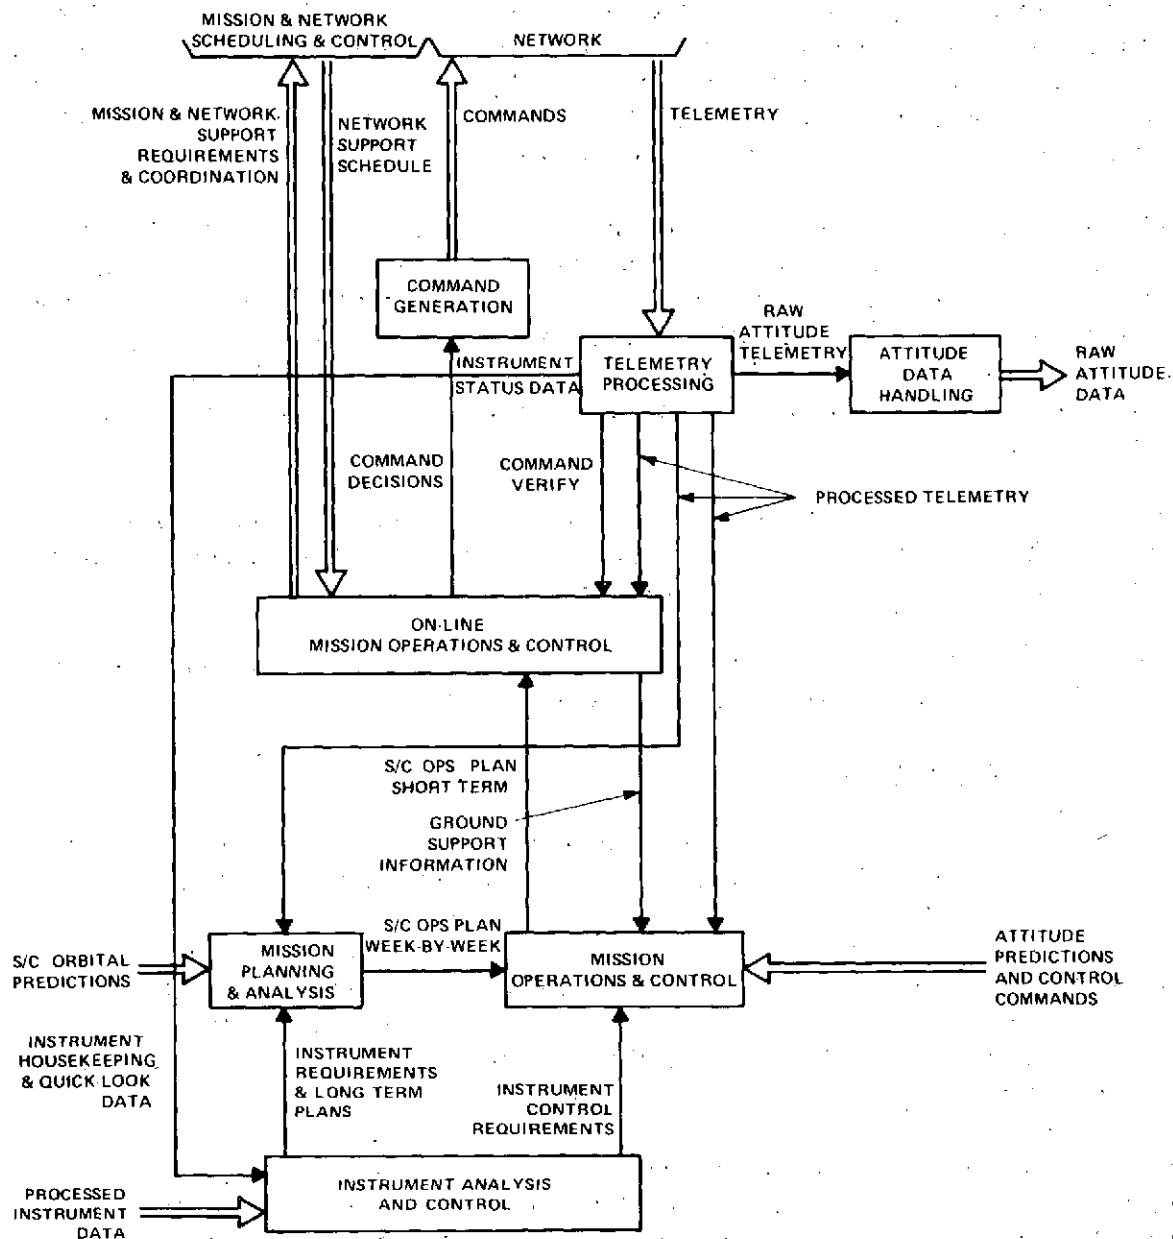 MISSION & NETWORK
SCHEDULING & CONTROL
NETWORK
MISSION & NETWORK
SUPPORT
REQUIREMENTS
& COORDINATION
NETWORK
SUPPORT
SCHEDULE
COMMANDS
TELEMETRY
COMMAND
GENERATION
INSTRUMENT
STATUS DATA
TELEMETRY
PROCESSING
RAW
ATTITUDE
TELEMETRY
ATTITUDE
DATA
HANDLING
RAW
ATTITUDE
DATA
COMMAND
DECISIONS
COMMAND
VERIFY
PROCESSED TELEMETRY
ON-LINE
MISSION OPERATIONS & CONTROL
S/C OPS PLAN
SHORT TERM
GROUND
SUPPORT
INFORMATION
S/C ORBITAL
PREDICTIONS
MISSION
PLANNING
& ANALYSIS
S/C OPS PLAN
WEEK-BY-WEEK
MISSION
OPERATIONS & CONTROL
ATTITUDE
PREDICTIONS
AND CONTROL
COMMANDS
INSTRUMENT
HOUSEKEEPING
& QUICK-LOOK
DATA
INSTRUMENT
REQUIREMENTS
& LONG TERM
PLANS
INSTRUMENT
CONTROL
REQUIREMENTS
PROCESSED
INSTRUMENT
DATA
INSTRUMENT ANALYSIS
AND CONTROL